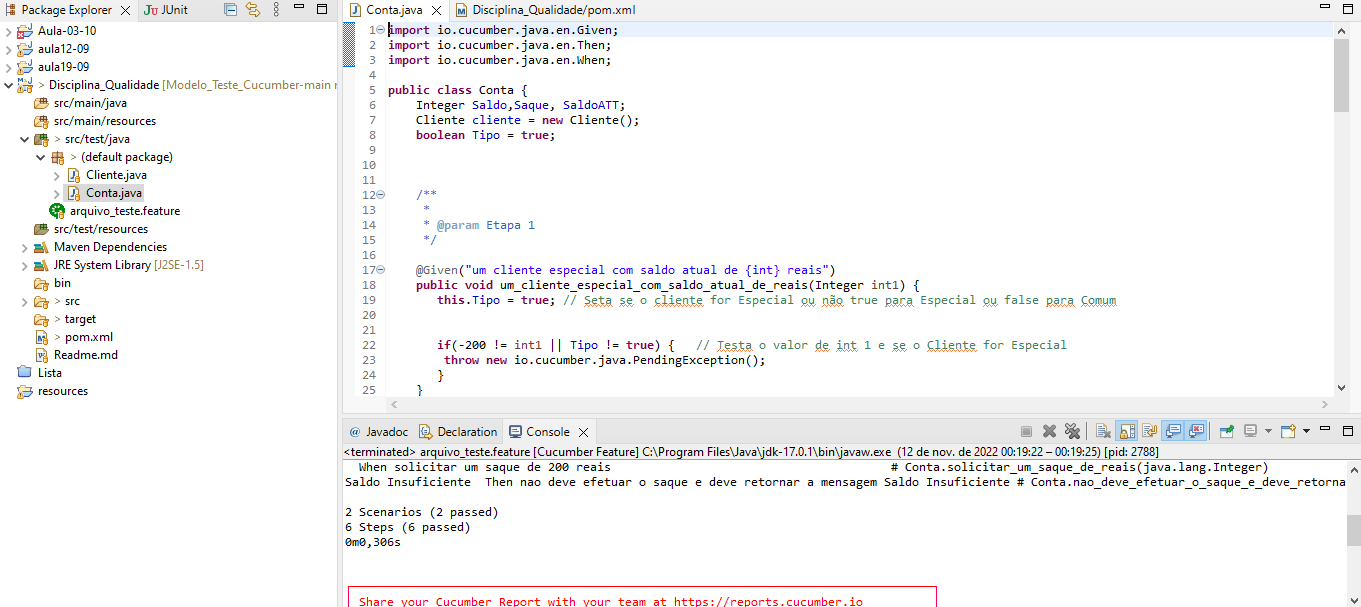 Package Explorer JUnit
Aula-03-10
aula12-09
aula19-09
> Disciplina_Qualidade [Modelo_Teste_Cucumber-main r
src/main/java
src/main/resources
> src/test/java
> (default package)
Cliente.java
Conta.java
arquivo_teste.feature
src/test/resources
Maven Dependencies
JRE System Library [J2SE-1.5]
bin
> src
> target
> pom.xml
Readme.md
Lista
resources
Conta.java Disciplina_Qualidade/pom.xml
1 import io.cucumber.java.en.Given;
2 import io.cucumber.java.en.Then;
3 import io.cucumber.java.en.When;
4
5 public class Conta {
6 Integer Saldo,Saque, SaldoATT;
7 Cliente cliente = new Cliente();
8 boolean Tipo = true;
9
10
11
12 /**
13 *
14 * @param Etapa 1
15 */
16
17 @Given("um cliente especial com saldo atual de {int} reais")
18 public void um_cliente_especial_com_saldo_atual_de_reais(Integer int1) {
19 this.Tipo = true; // Seta se o cliente for Especial ou não true para Especial ou false para Comum
20
21
22 if(-200 != int1 || Tipo != true) { // Testa o valor de int 1 e se o Cliente for Especial
23 throw new io.cucumber.java.PendingException();
24 }
25 }
@ Javadoc Declaration Console
<terminated> arquivo_teste.feature [Cucumber Feature] C:\Program Files\Java\jdk-17.0.1\bin\javaw.exe (12 de nov. de 2022 00:19:22 – 00:19:25) [pid: 2788]
When solicitar um saque de 200 reais # Conta.solicitar_um_saque_de_reais(java.lang.Integer)
Saldo Insuficiente Then nao deve efetuar o saque e deve retornar a mensagem Saldo Insuficiente # Conta.nao_deve_efetuar_o_saque_e_deve_retorna
2 Scenarios (2 passed)
6 Steps (6 passed)
0m0,306s
Share your Cucumber Report with your team at https://reports.cucumber.io